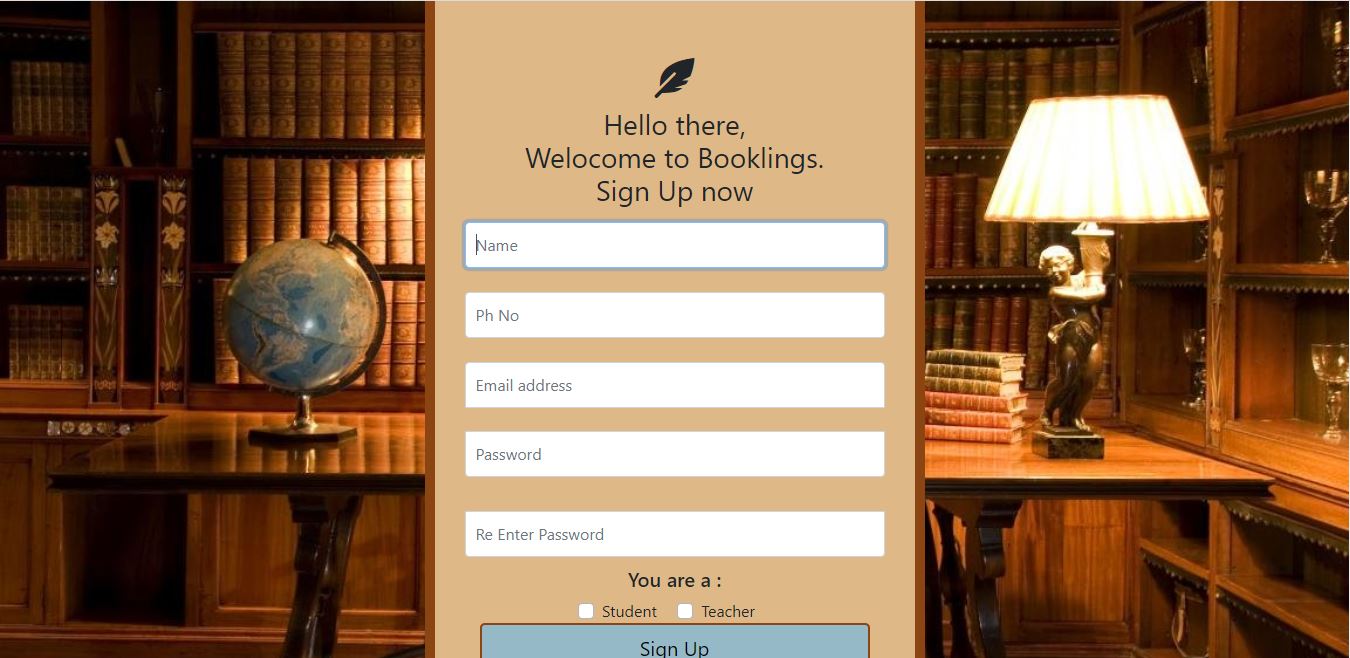 Hello there,
Welocome to Booklings.
Sign Up now
Name
Ph No
Email address
Password
Re Enter Password
You are a :
Student Teacher
Sign Up